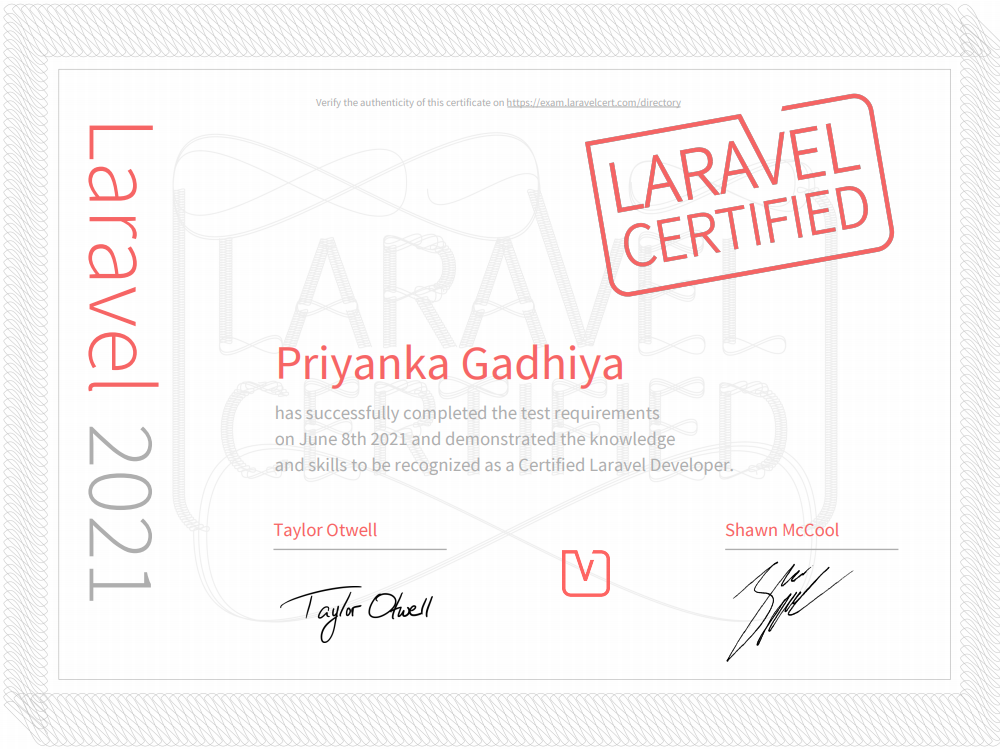 Verify the authenticity of this certificate on https://exam.laravelcert.com/directory
LARAVEL
CERTIFIED
Laravel 2021
LARAVEL
CERTIFIED
Priyanka Gadhiya
has successfully completed the test requirements
on June 8th 2021 and demonstrated the knowledge
and skills to be recognized as a Certified Laravel Developer.
Taylor Otwell
Shawn McCool
V
Taylor Otwell